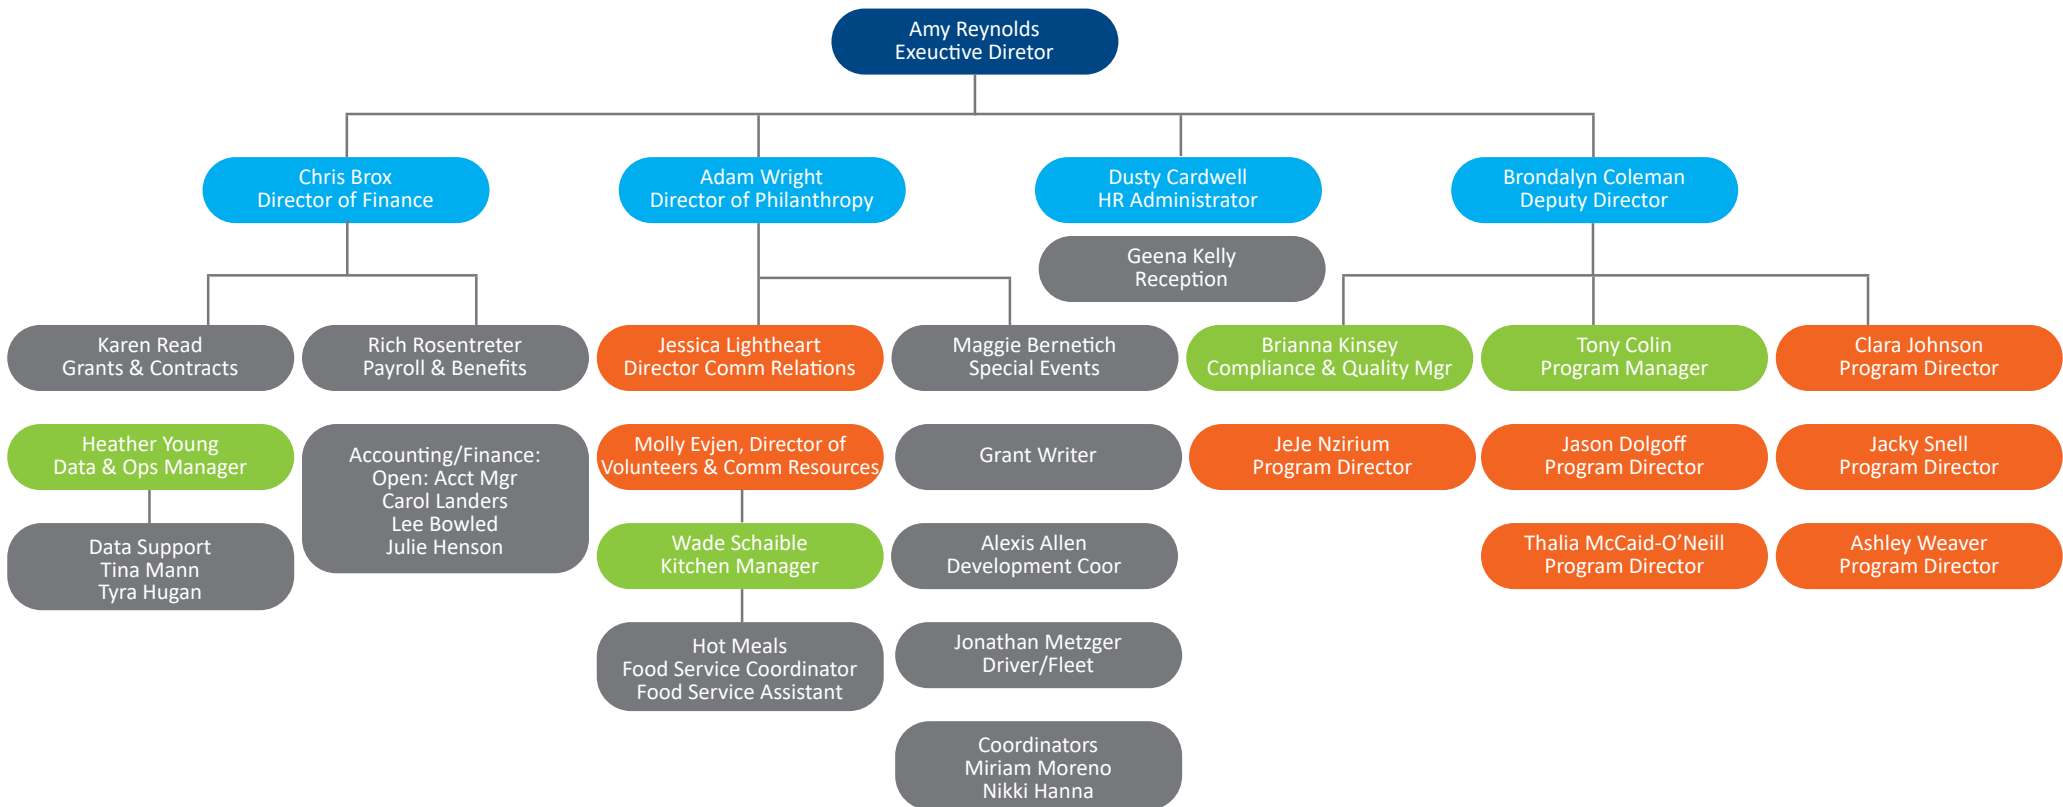 Amy Reynolds
Exeuctive Diretor
Chris Brox
Director of Finance
Adam Wright
Director of Philanthropy
Dusty Cardwell
HR Administrator
Brondalyn Coleman
Deputy Director
Geena Kelly
Reception
Karen Read
Grants & Contracts
Rich Rosentreter
Payroll & Benefits
Jessica Lightheart
Director Comm Relations
Maggie Bernetich
Special Events
Brianna Kinsey
Compliance & Quality Mgr
Tony Colin
Program Manager
Clara Johnson
Program Director
Heather Young
Data & Ops Manager
Accounting/Finance:
Open: Acct Mgr
Carol Landers
Lee Bowled
Julie Henson
Molly Evjen, Director of
Volunteers & Comm Resources
Grant Writer
JeJe Nzirium
Program Director
Jason Dolgoff
Program Director
Jacky Snell
Program Director
Data Support
Tina Mann
Tyra Hugan
Wade Schaible
Kitchen Manager
Alexis Allen
Development Coor
Thalia McCaid-O’Neill
Program Director
Ashley Weaver
Program Director
Hot Meals
Food Service Coordinator
Food Service Assistant
Jonathan Metzger
Driver/Fleet
Coordinators
Miriam Moreno
Nikki Hanna